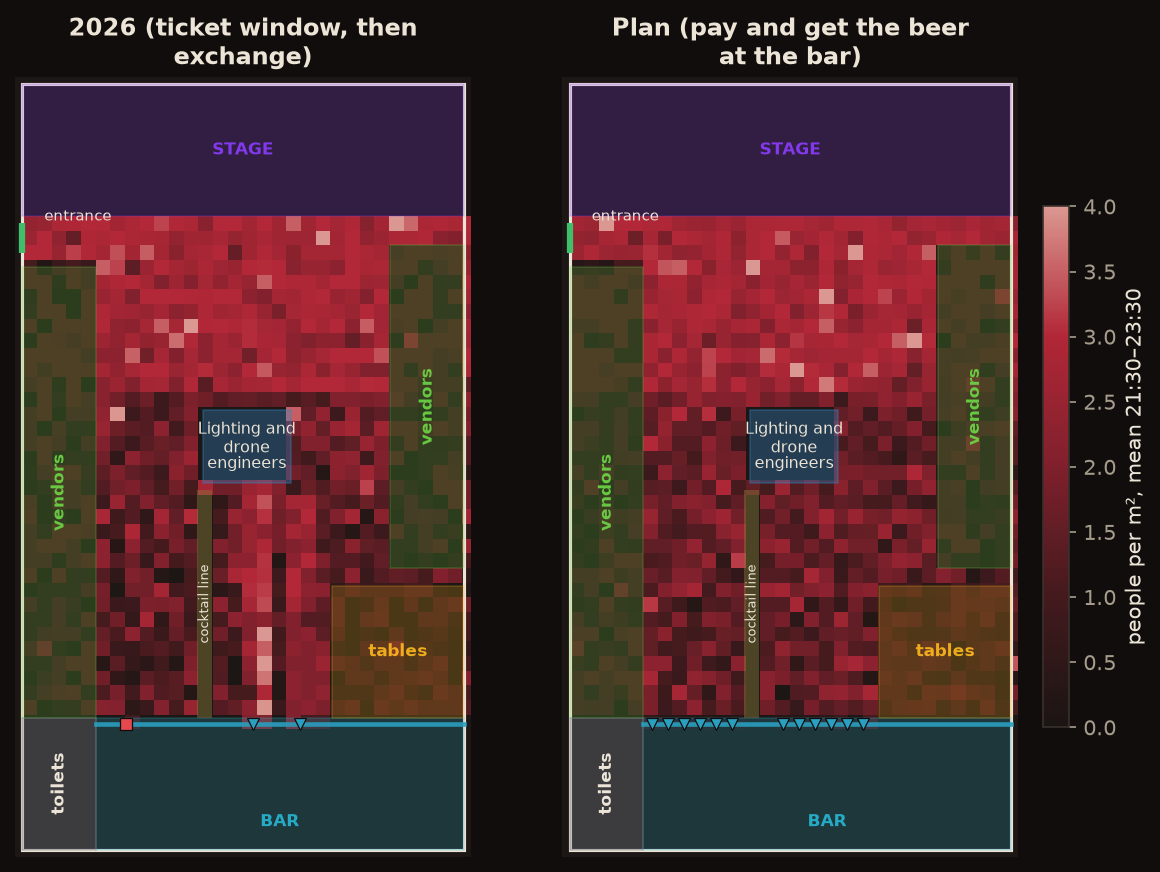 2026 (ticket window, then
exchange)
STAGE
entrance
vendors
Lighting and
drone
engineers
vendors
cocktail line
tables
toilets
BAR
Plan (pay and get the beer
at the bar)
STAGE
entrance
vendors
Lighting and
drone
engineers
vendors
cocktail line
tables
toilets
BAR
4.0
3.5
3.0
2.5
2.0
1.5
1.0
0.5
0.0
people per m², mean 21:30–23:30